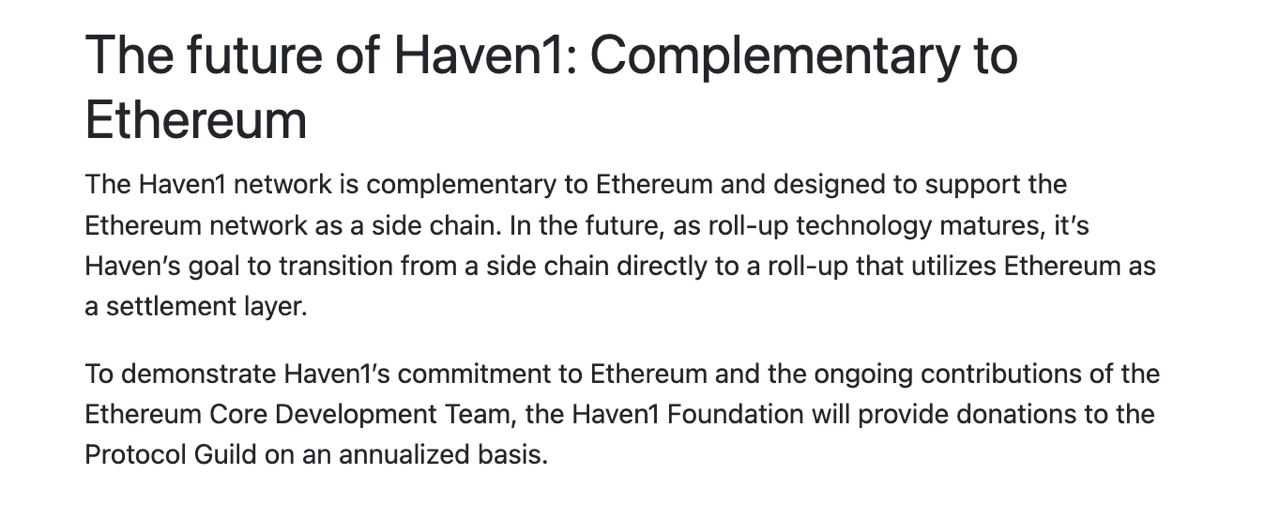 The future of Haven1: Complementary to
Ethereum
The Haven1 network is complementary to Ethereum and designed to support the
Ethereum network as a side chain. In the future, as roll-up technology matures, it’s
Haven’s goal to transition from a side chain directly to a roll-up that utilizes Ethereum as
a settlement layer.
To demonstrate Haven1’s commitment to Ethereum and the ongoing contributions of the
Ethereum Core Development Team, the Haven1 Foundation will provide donations to the
Protocol Guild on an annualized basis.